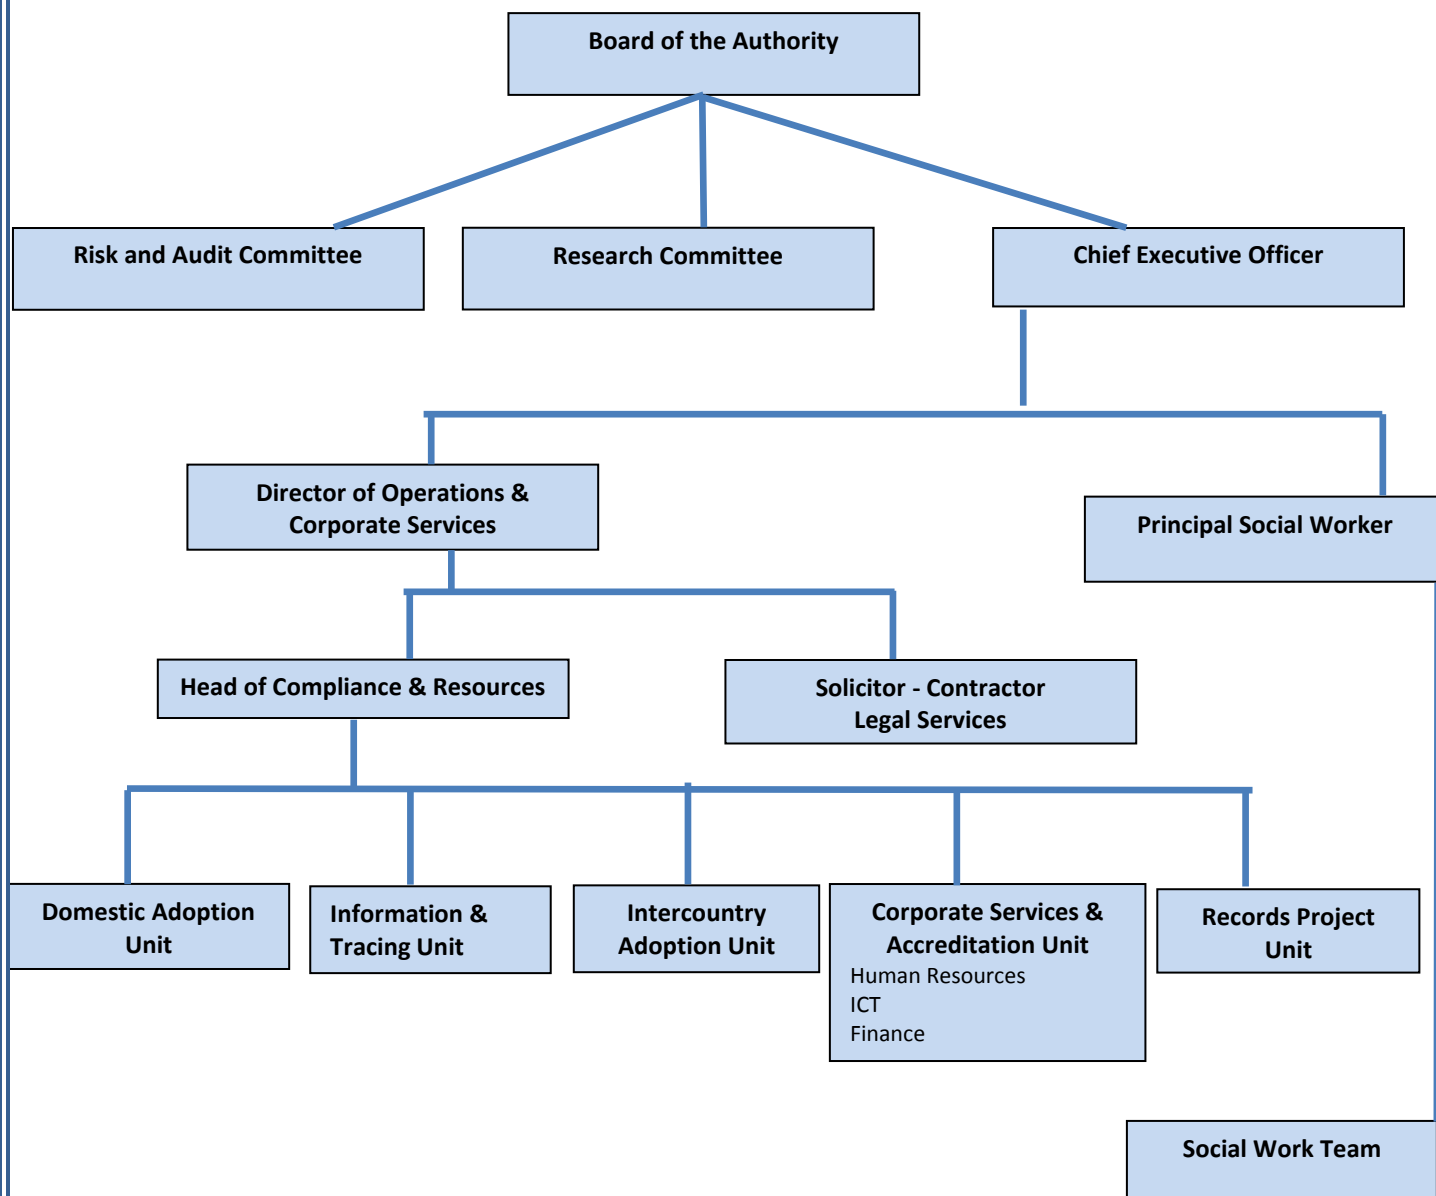 Board of the Authority
Risk and Audit Committee
Research Committee
Chief Executive Officer
Director of Operations &
Corporate Services
Principal Social Worker
Head of Compliance & Resources
Solicitor - Contractor
Legal Services
Domestic Adoption
Unit
Information &
Tracing Unit
Intercountry
Adoption Unit
Corporate Services &
Accreditation Unit
Human Resources
ICT
Finance
Records Project
Unit
Social Work Team